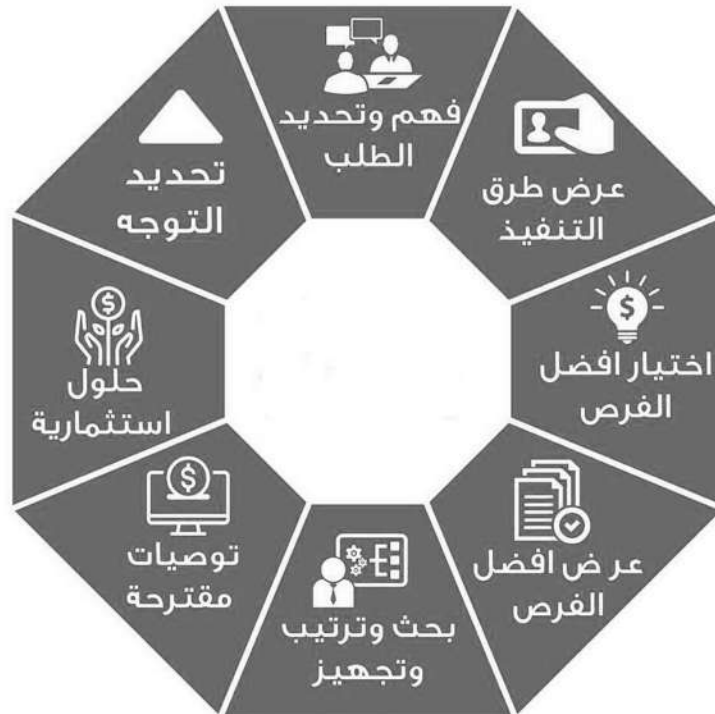 فهم وتحديد
الطلب
عرض طرق
التنفيذ
اختيار افضل
الفرص
عرض افضل
الفرص
بحث وترتيب
وتجهيز
توصيات
مقترحة
حلول
استثمارية
تحديد
التوجه
$
$
$